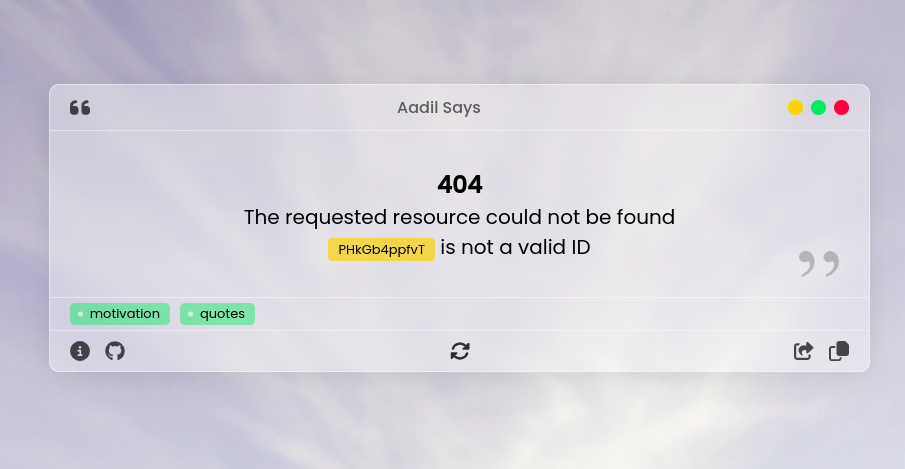 Aadil Says
404
The requested resource could not be found
PHkGb4ppfvT is not a valid ID
motivation
quotes